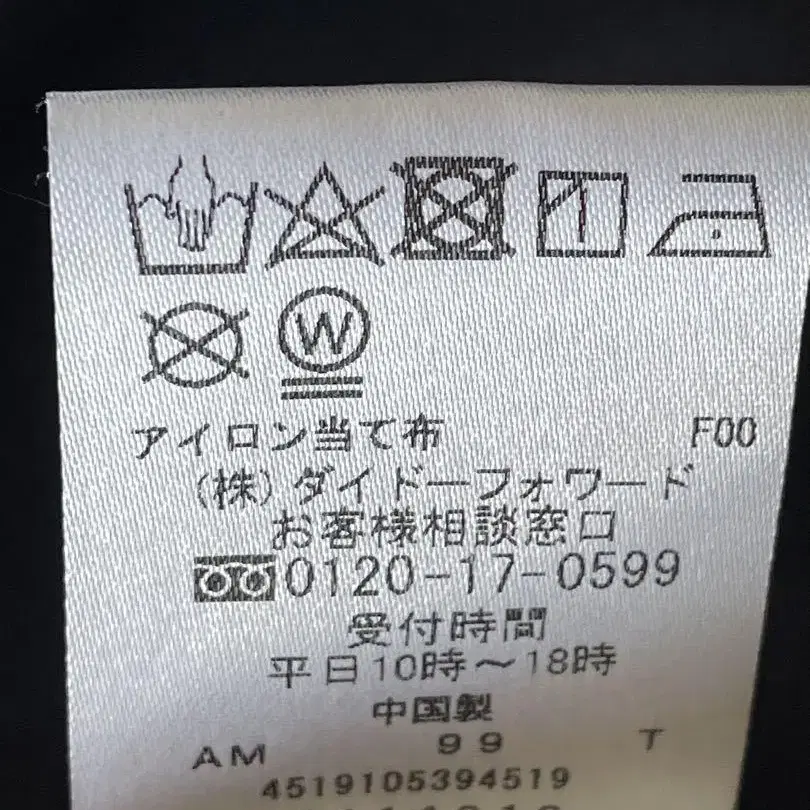 W
アイロン当て布 F00
(株)ダイドーフォワード
お客様相談窓口
0120-17-0599
受付時間
平日10時～18時
中国製
AM 99 T
4519105394519